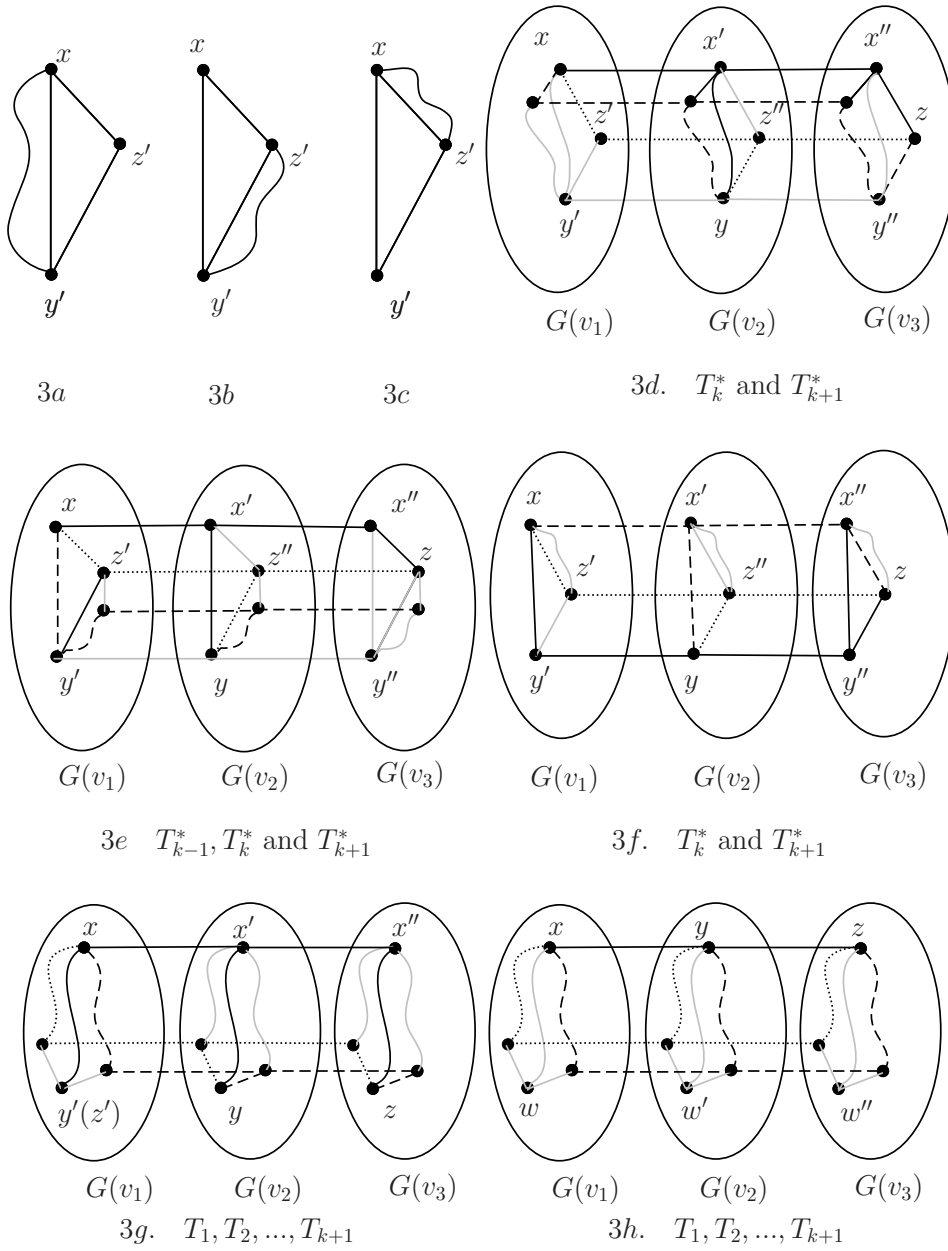 x x x x x′ x″
z′ z′ z′ z′ z″ z
y′ y′ y′ y′ y y″
G(v₁) G(v₂) G(v₃)
3a 3b 3c 3d. T*ₖ and T*ₖ₊₁
x x′ x″ x x′ x″
z′ z″ z z′ z″ z
y′ y y″ y′ y y″
G(v₁) G(v₂) G(v₃) G(v₁) G(v₂) G(v₃)
3e T*ₖ₋₁, T*ₖ and T*ₖ₊₁ 3f. T*ₖ and T*ₖ₊₁
x x′ x″ x y z
y′(z′) y z w w′ w″
G(v₁) G(v₂) G(v₃) G(v₁) G(v₂) G(v₃)
3g. T₁, T₂, ..., Tₖ₊₁ 3h. T₁, T₂, ..., Tₖ₊₁